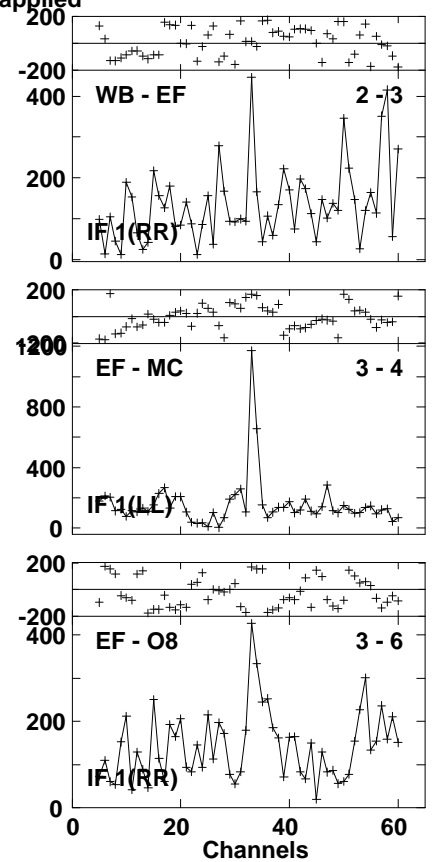 applied
200
-200
400
WB - EF 2 - 3
200
IF 1(RR)
0
200
-200
1200
EF - MC 3 - 4
800
400
IF 1(LL)
0
200
-200
400
EF - O8 3 - 6
200
IF 1(RR)
0
0 20 40 60
Channels